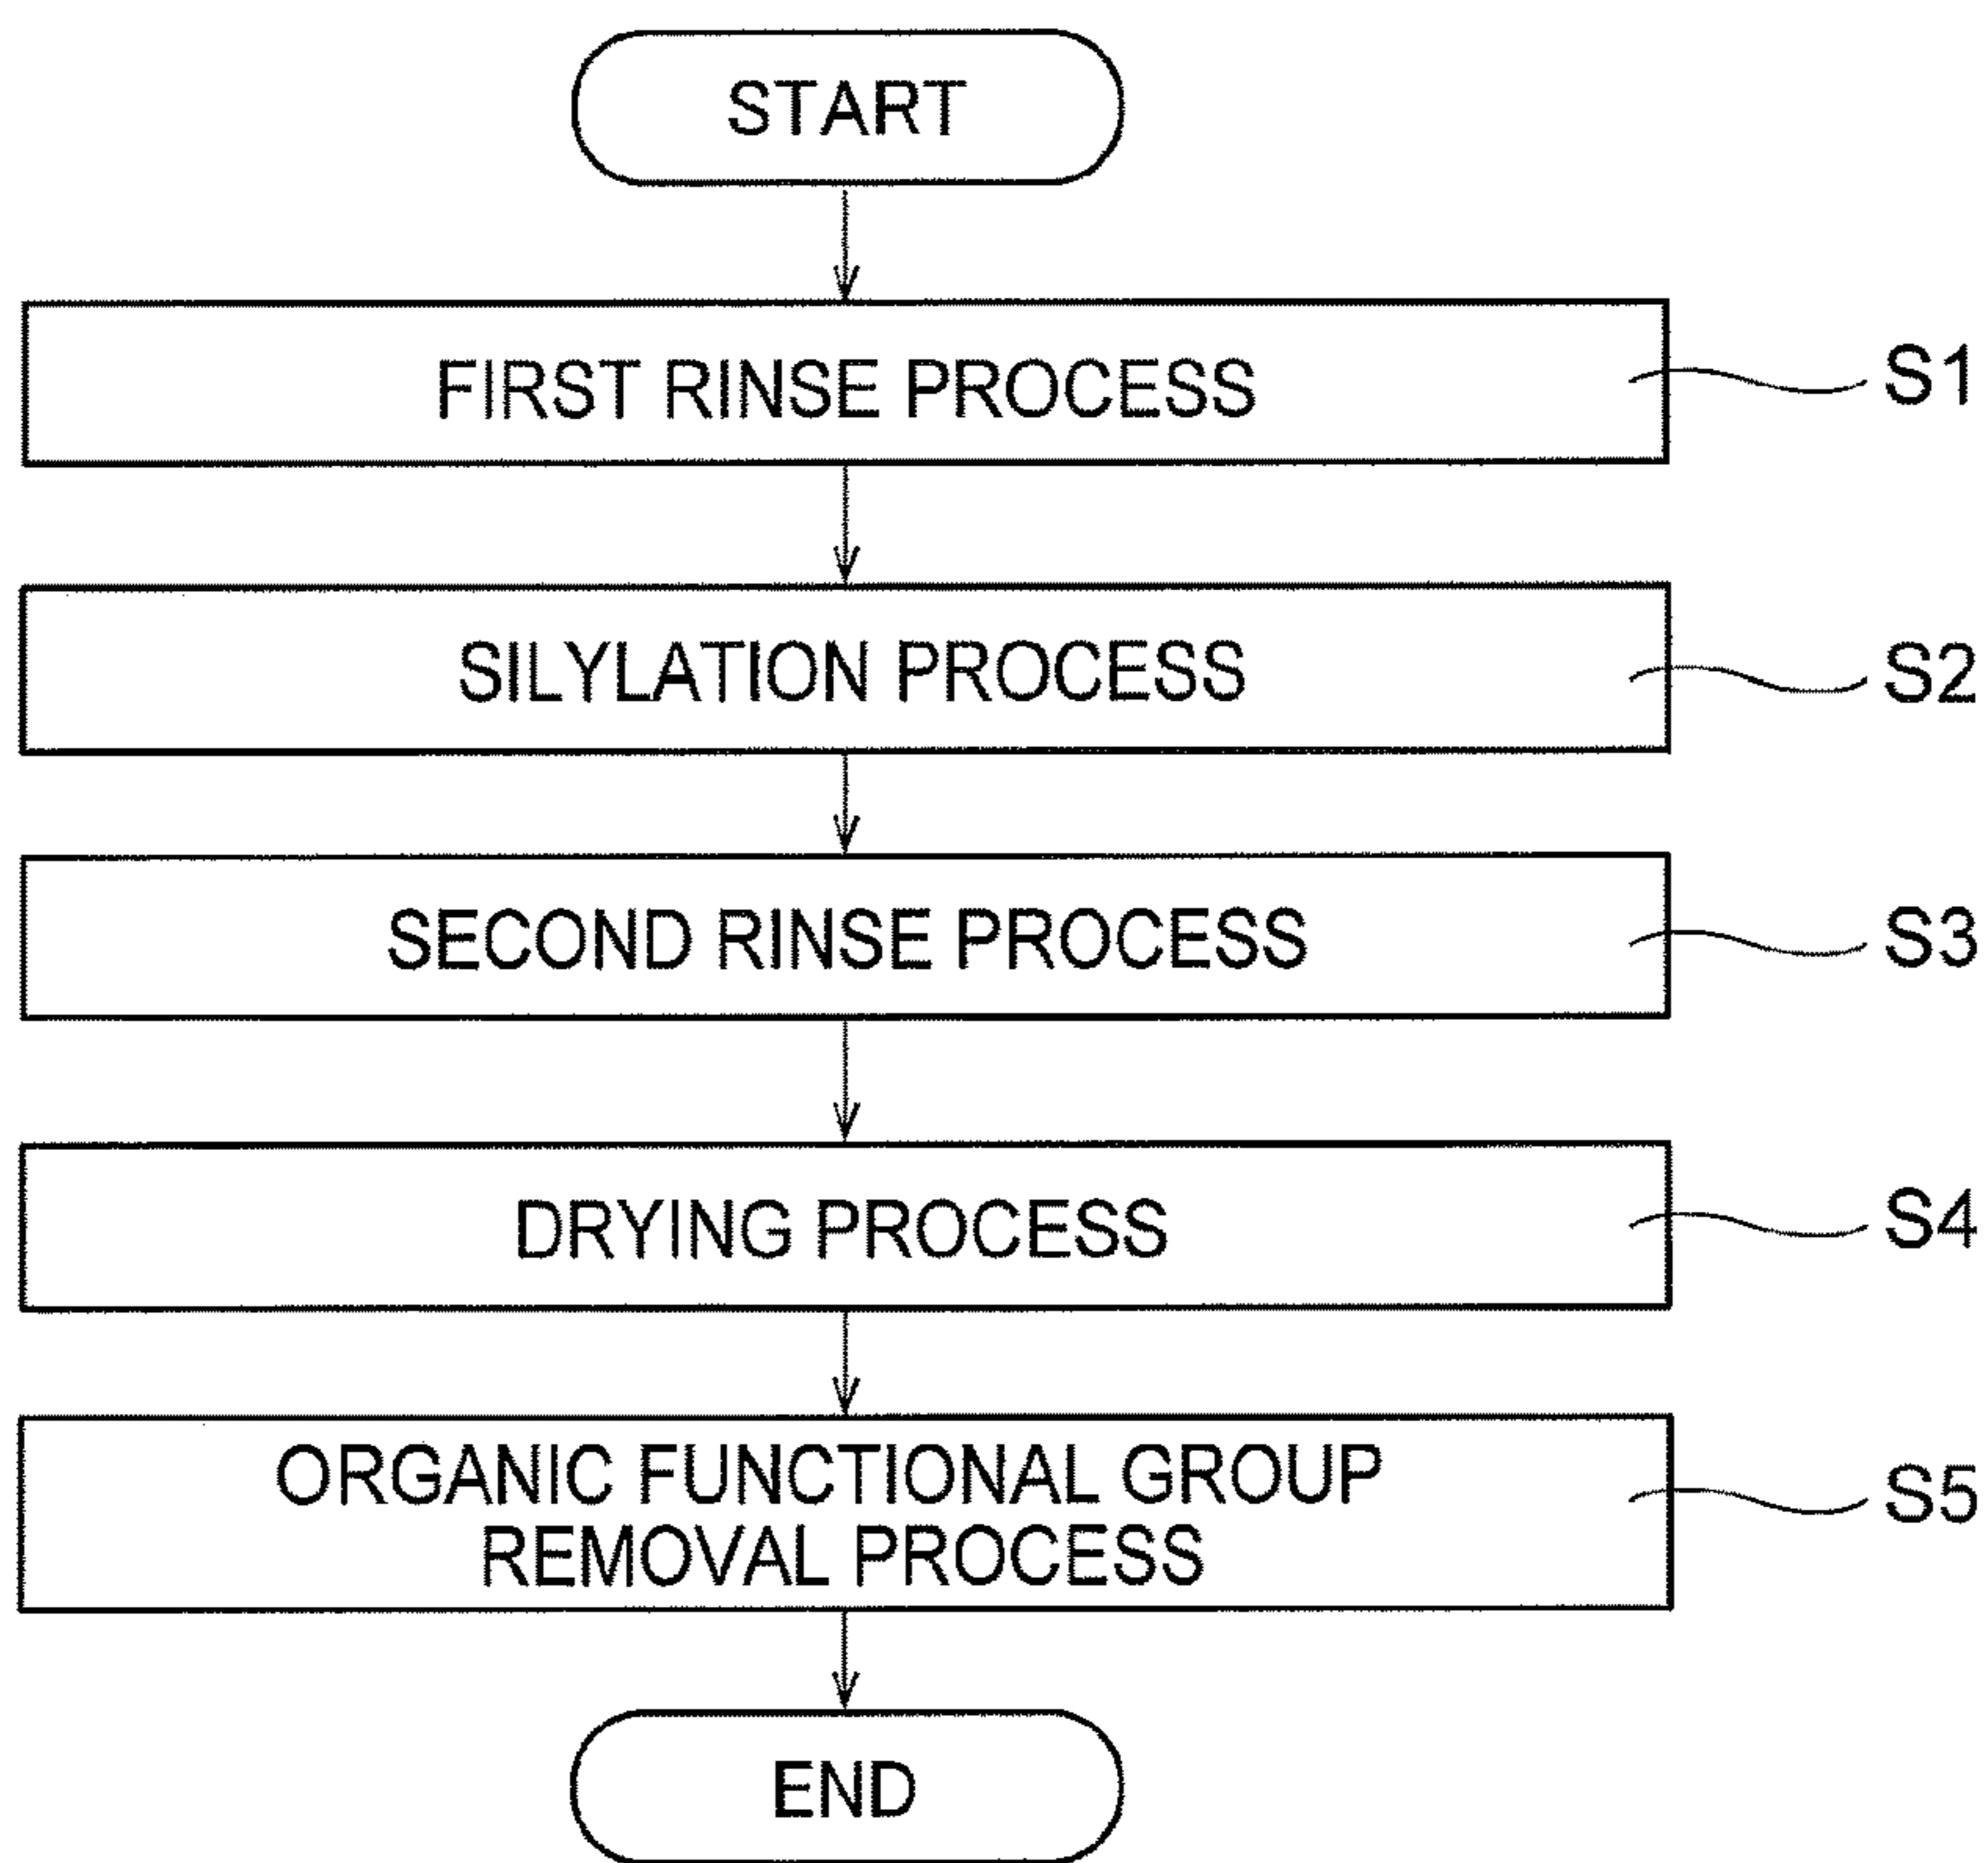 START
FIRST RINSE PROCESS
S1
SILYLATION PROCESS
S2
SECOND RINSE PROCESS
S3
DRYING PROCESS
S4
ORGANIC FUNCTIONAL GROUP
REMOVAL PROCESS
S5
END